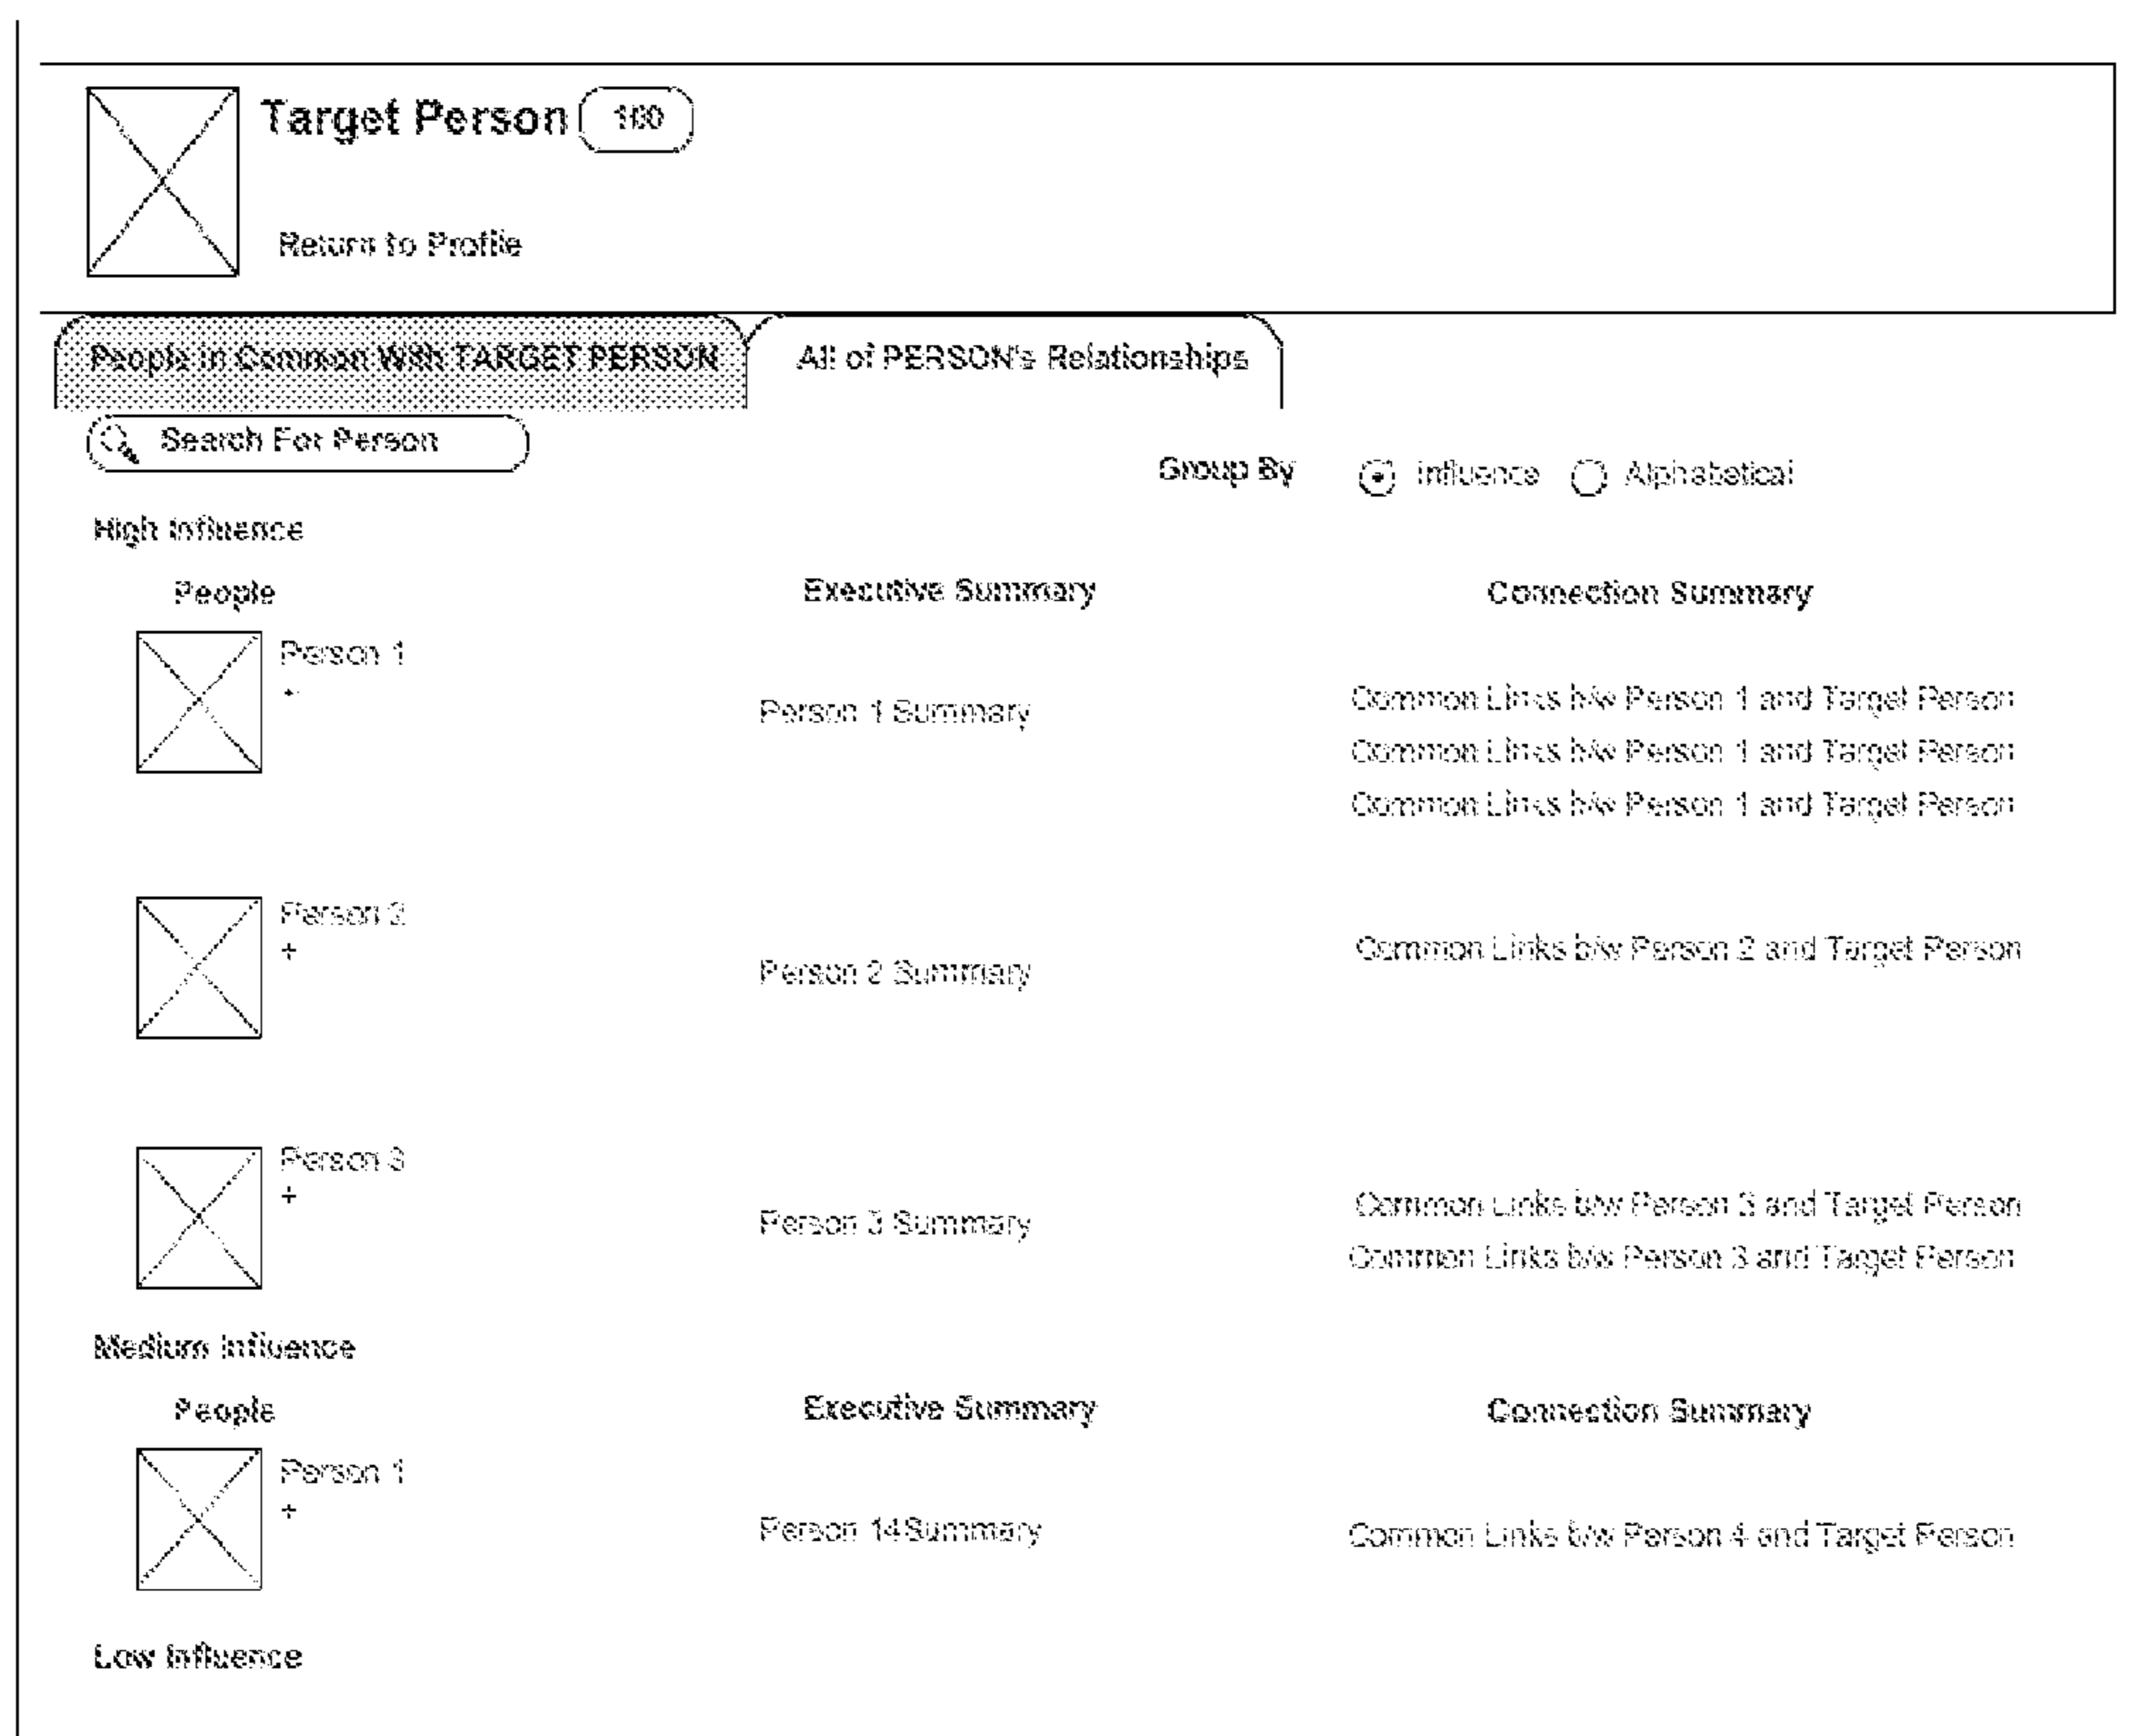 Target Person 100
Return to Profile
People in Common With TARGET PERSON
All of PERSON's Relationships
Search For Person
Group By Influence Alphabetical
High Influence
People Executive Summary Connection Summary
Person 1
Person 1 Summary
Common Links b/w Person 1 and Target Person
Common Links b/w Person 1 and Target Person
Common Links b/w Person 1 and Target Person
Person 2
+
Person 2 Summary
Common Links b/w Person 2 and Target Person
Person 3
+
Person 3 Summary
Common Links b/w Person 3 and Target Person
Common Links b/w Person 3 and Target Person
Medium Influence
People Executive Summary Connection Summary
Person 1
+
Person 14Summary
Common Links b/w Person 4 and Target Person
Low Influence